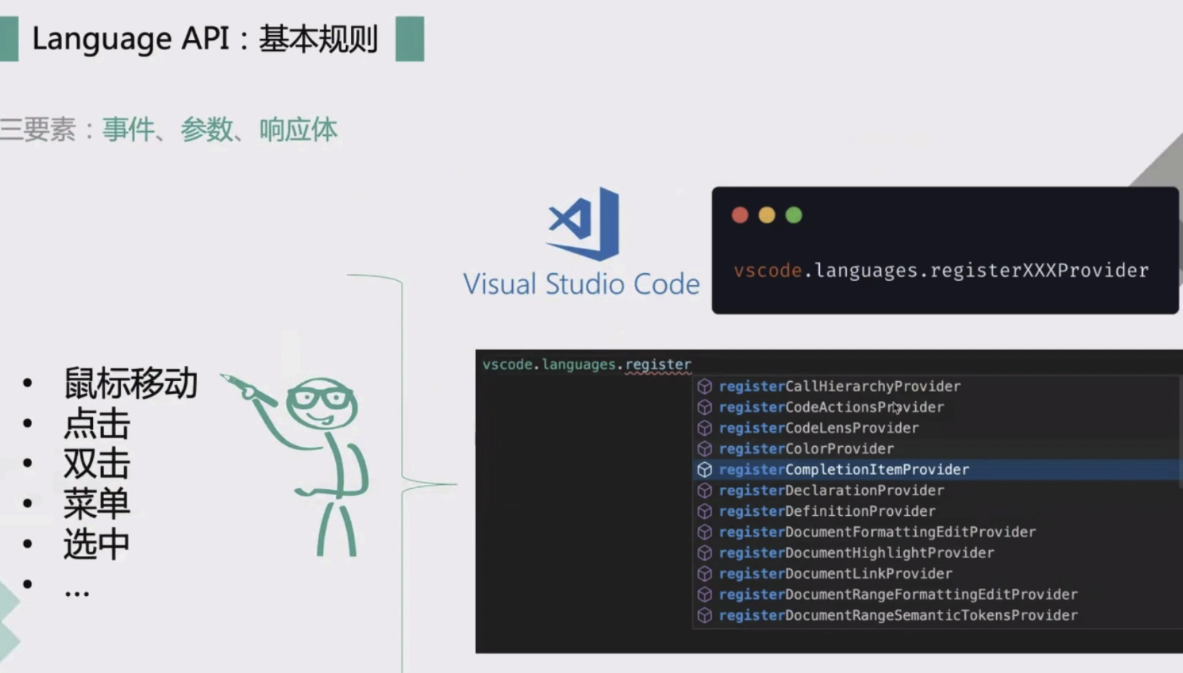 Language API：基本规则
三要素：事件、参数、响应体
Visual Studio Code
vscode.languages.registerXXXProvider
• 鼠标移动
• 点击
• 双击
• 菜单
• 选中
• ...
vscode.languages.register
registerCallHierarchyProvider
registerCodeActionsProvider
registerCodeLensProvider
registerColorProvider
registerCompletionItemProvider
registerDeclarationProvider
registerDefinitionProvider
registerDocumentFormattingEditProvider
registerDocumentHighlightProvider
registerDocumentLinkProvider
registerDocumentRangeFormattingEditProvider
registerDocumentRangeSemanticTokensProvider